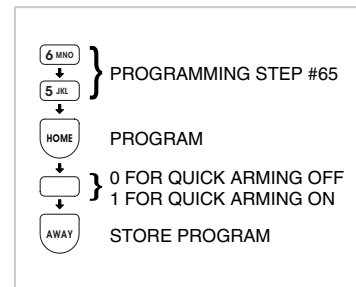 6 MNO
5 JKL
PROGRAMMING STEP #65
HOME
PROGRAM
0 FOR QUICK ARMING OFF
1 FOR QUICK ARMING ON
AWAY
STORE PROGRAM